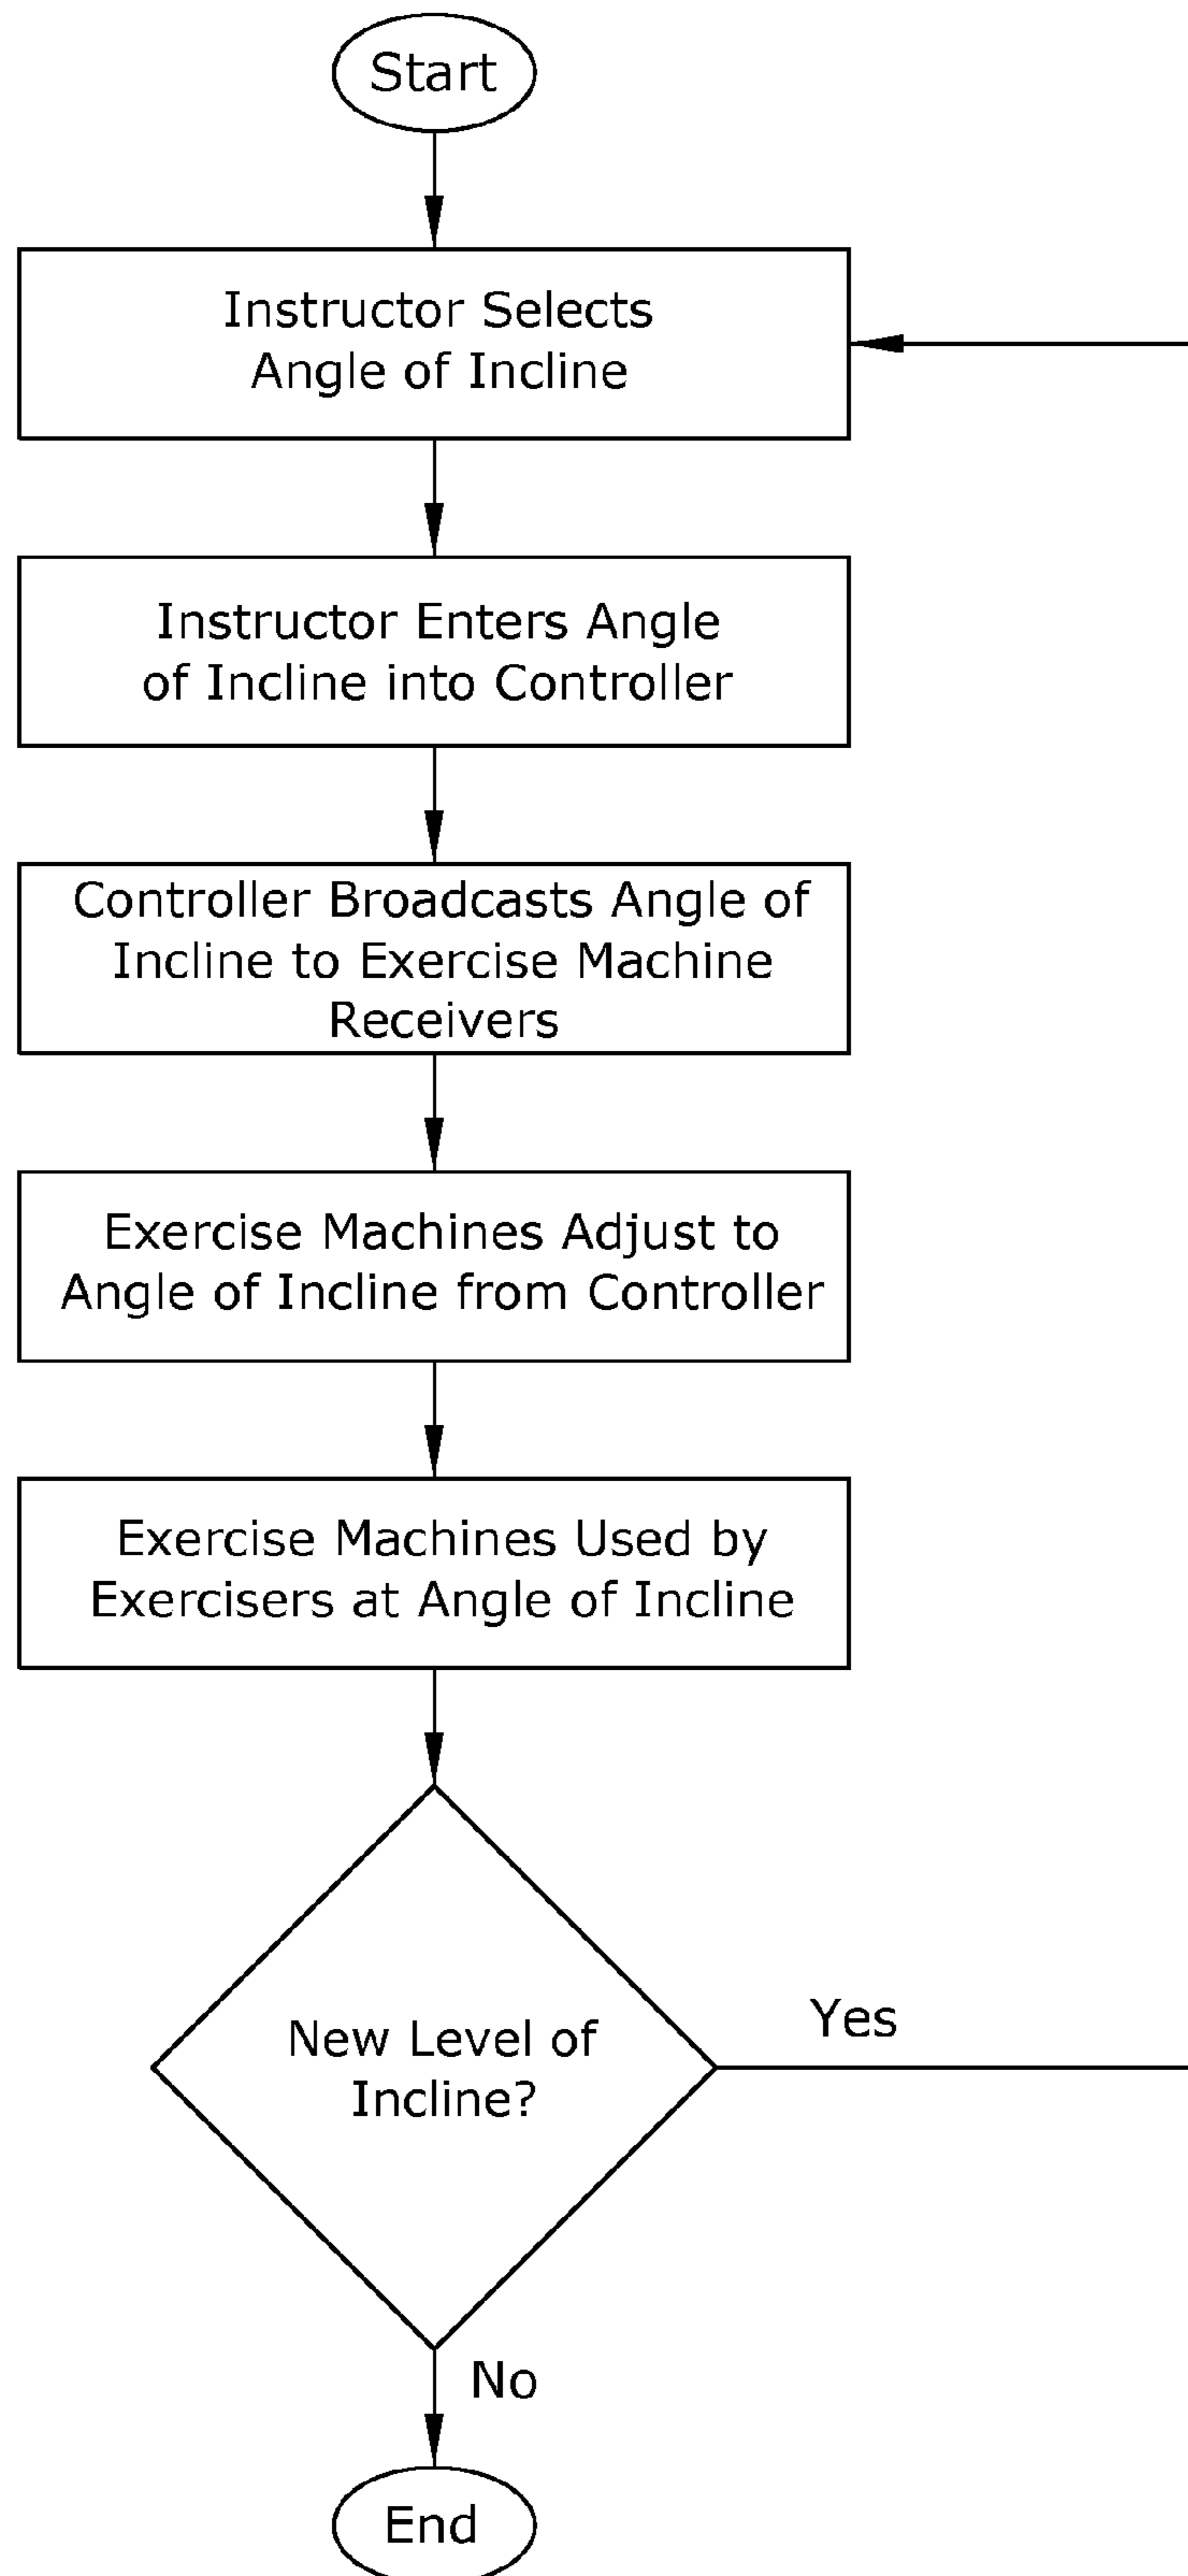 Start
Instructor Selects
Angle of Incline
Instructor Enters Angle
of Incline into Controller
Controller Broadcasts Angle of
Incline to Exercise Machine
Receivers
Exercise Machines Adjust to
Angle of Incline from Controller
Exercise Machines Used by
Exercisers at Angle of Incline
New Level of
Incline?
Yes
No
End